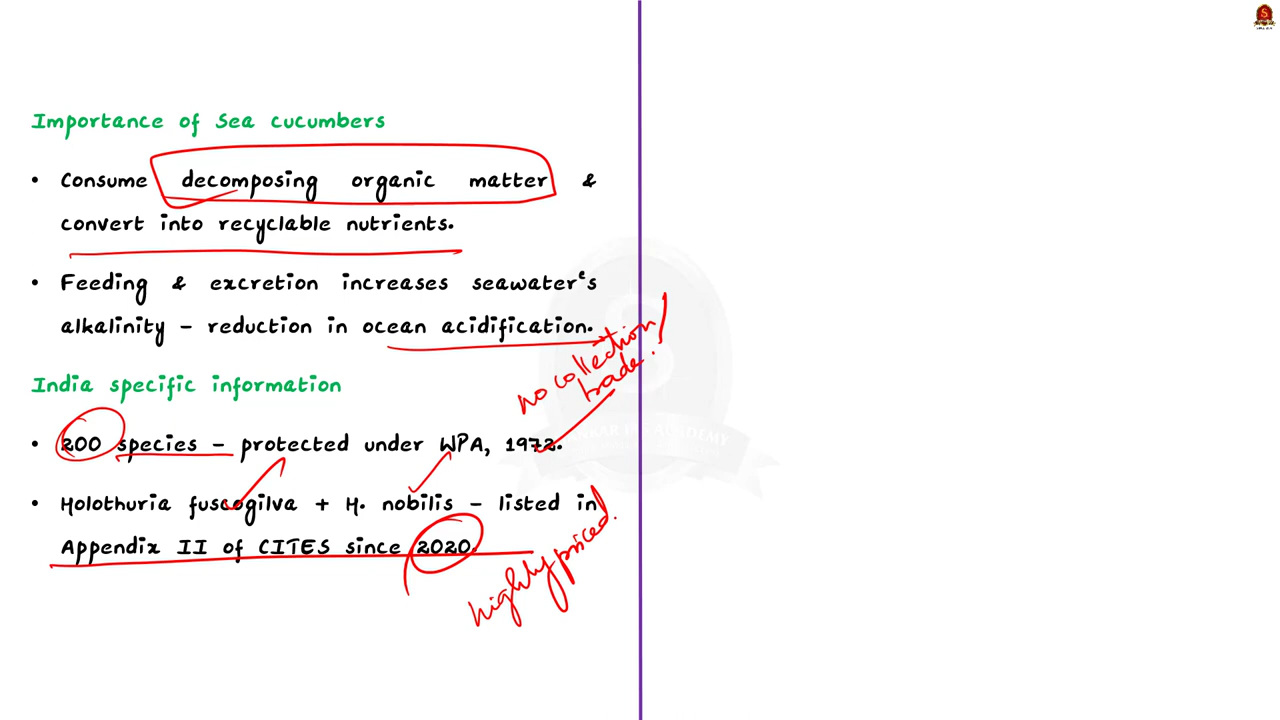 Importance of Sea cucumbers
• Consume decomposing organic matter &
convert into recyclable nutrients.
• Feeding & excretion increases seawater's
alkalinity - reduction in ocean acidification.
no collection/
trade.
India specific information
• 200 species - protected under WPA, 1972.
• Holothuria fuscogilva + H. nobilis - listed in
Appendix II of CITES since 2020.
highly priced.